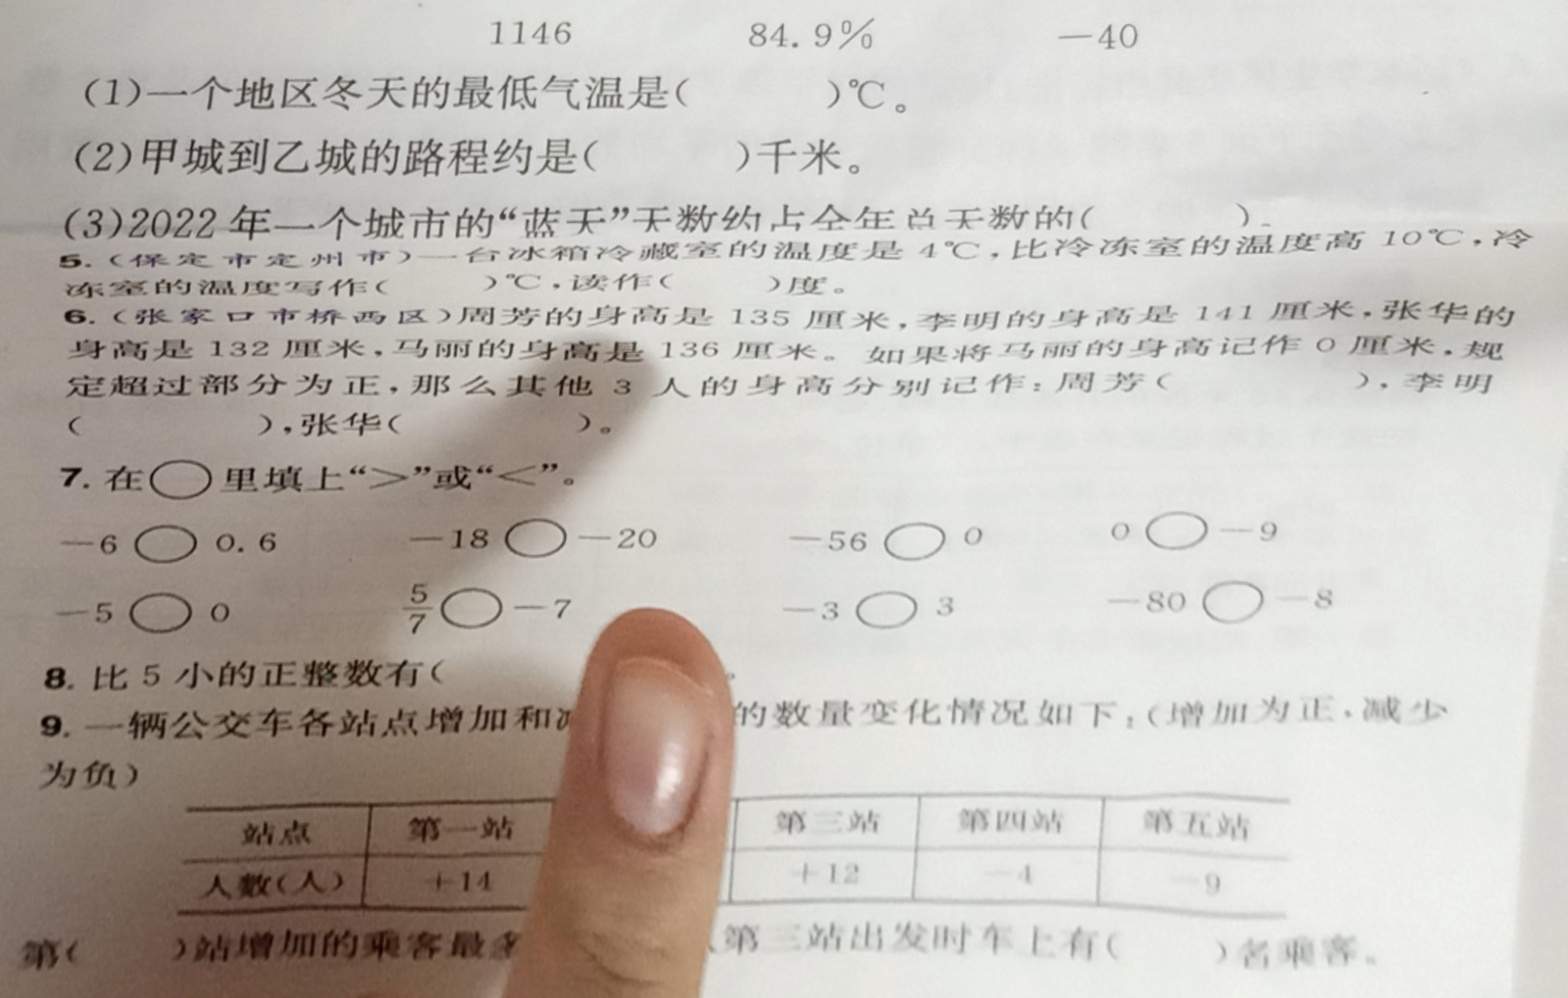 1146 84.9% −40
(1)一个地区冬天的最低气温是( )℃。
(2)甲城到乙城的路程约是( )千米。
(3)2022年一个城市的“蓝天”天数约占全年总天数的( )。
5.(保定市定州市)一台冰箱冷藏室的温度是4℃,比冷冻室的温度高10℃,冷
冻室的温度写作( )℃,读作( )度。
6.(张家口市桥西区)周芳的身高是135厘米,李明的身高是141厘米,张华的
身高是132厘米,马丽的身高是136厘米。如果将马丽的身高记作0厘米,规
定超过部分为正,那么其他3人的身高分别记作:周芳( ),李明
( ),张华( )。
7.在○里填上“>”或“<”。
−6○0.6 −18○−20 −56○0 0○−9
−5○0 5/7○−7 −3○3 −80○−8
8.比5小的正整数有(
9.一辆公交车各站点增加和 的数量变化情况如下:(增加为正,减少
为负)
站点 第一站 第三站 第四站 第五站
人数(人) +14 +12 −4 −9
第( )站增加的乘客最多 第三站出发时车上有( )名乘客。